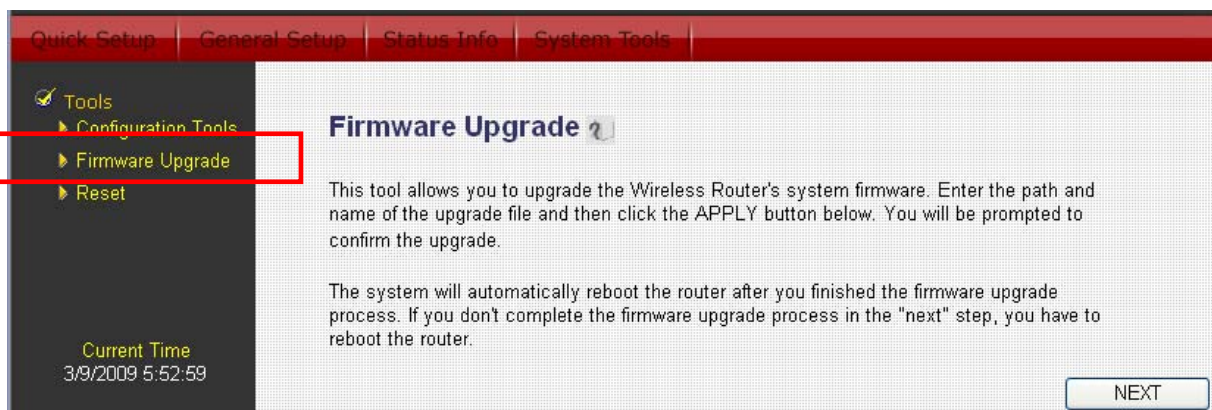 Quick Setup General Setup Status Info System Tools
Tools
Configuration Tools
Firmware Upgrade
Reset
Current Time
3/9/2009 5:52:59
Firmware Upgrade
This tool allows you to upgrade the Wireless Router's system firmware. Enter the path and
name of the upgrade file and then click the APPLY button below. You will be prompted to
confirm the upgrade.
The system will automatically reboot the router after you finished the firmware upgrade
process. If you don't complete the firmware upgrade process in the "next" step, you have to
reboot the router.
NEXT